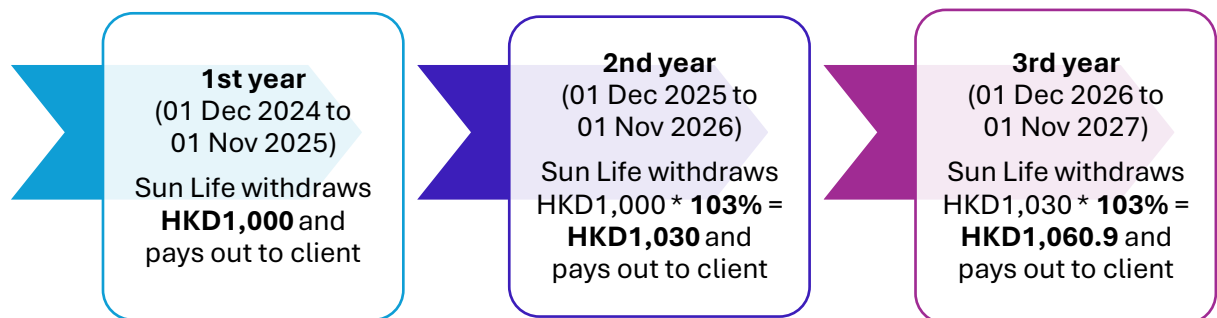 1st year
(01 Dec 2024 to
01 Nov 2025)
Sun Life withdraws
HKD1,000 and
pays out to client
2nd year
(01 Dec 2025 to
01 Nov 2026)
Sun Life withdraws
HKD1,000 * 103% =
HKD1,030 and
pays out to client
3rd year
(01 Dec 2026 to
01 Nov 2027)
Sun Life withdraws
HKD1,030 * 103% =
HKD1,060.9 and
pays out to client